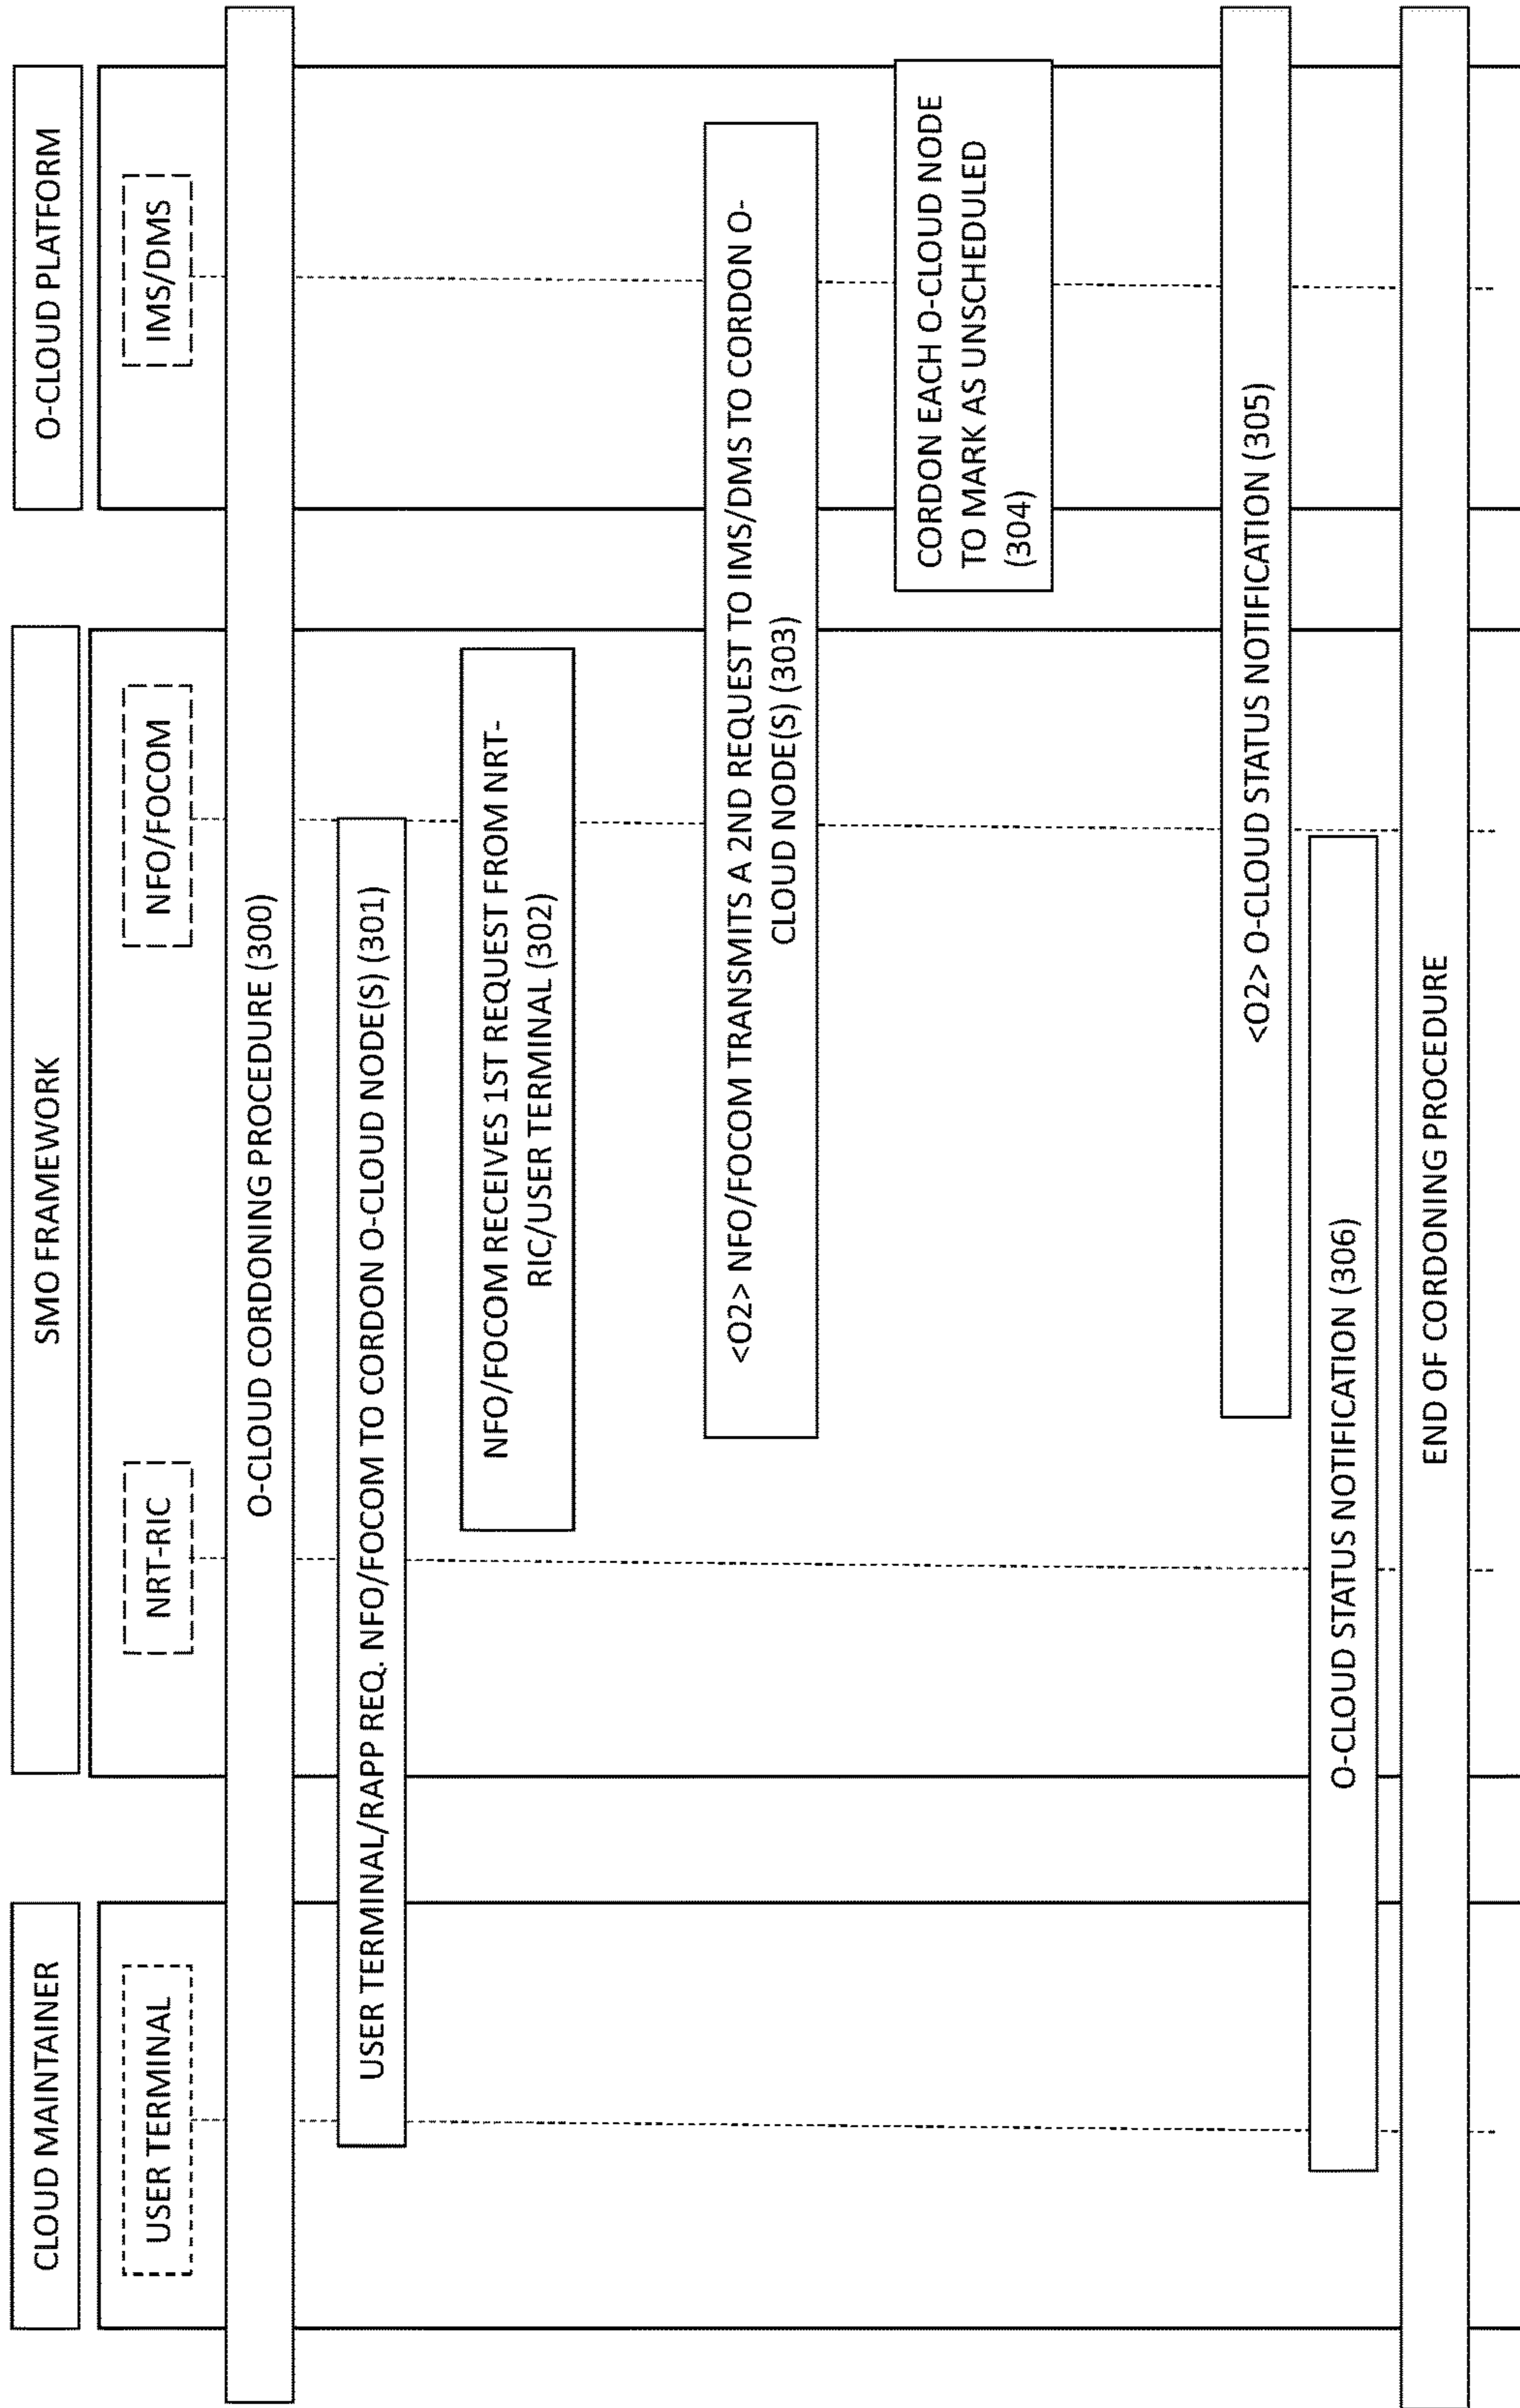 CLOUD MAINTAINER
SMO FRAMEWORK
O-CLOUD PLATFORM
USER TERMINAL
NRT-RIC
NFO/FOCOM
IMS/DMS
O-CLOUD CORDONING PROCEDURE (300)
USER TERMINAL/RAPP REQ. NFO/FOCOM TO CORDON O-CLOUD NODE(S) (301)
NFO/FOCOM RECEIVES 1ST REQUEST FROM NRT-
RIC/USER TERMINAL (302)
<O2> NFO/FOCOM TRANSMITS A 2ND REQUEST TO IMS/DMS TO CORDON O-
CLOUD NODE(S) (303)
CORDON EACH O-CLOUD NODE
TO MARK AS UNSCHEDULED
(304)
<O2> O-CLOUD STATUS NOTIFICATION (305)
O-CLOUD STATUS NOTIFICATION (306)
END OF CORDONING PROCEDURE